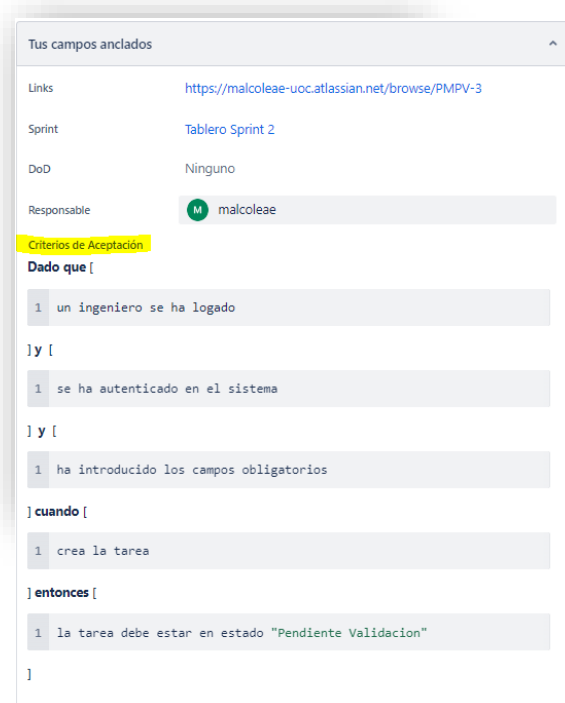 Tus campos anclados
Links https://malcoleae-uoc.atlassian.net/browse/PMPV-3
Sprint Tablero Sprint 2
DoD Ninguno
Responsable M malcoleae
Criterios de Aceptación
Dado que [
1 un ingeniero se ha logado
] y [
1 se ha autenticado en el sistema
] y [
1 ha introducido los campos obligatorios
] cuando [
1 crea la tarea
] entonces [
1 la tarea debe estar en estado "Pendiente Validacion"
]